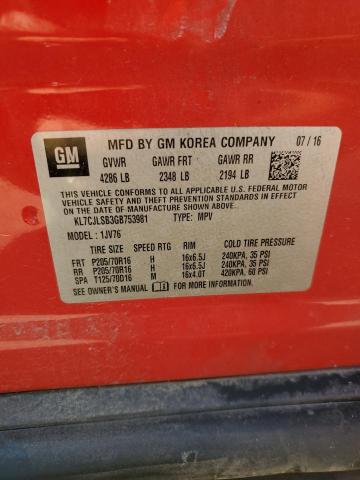 GM
MFD BY GM KOREA COMPANY 07/16
GVWR GAWR FRT GAWR RR
4286 LB 2348 LB 2194 LB
THIS VEHICLE CONFORMS TO ALL APPLICABLE U.S. FEDERAL MOTOR
VEHICLE SAFETY, BUMPER, AND THEFT PREVENTION STANDARDS
IN EFFECT ON THE DATE OF MANUFACTURE SHOWN ABOVE.
KL7CJLSB3GB753981 TYPE: MPV
MODEL: 1JV76
TIRE SIZE SPEED RTG RIM COLD TIRE PRESSURE
FRT P205/70R16 H 16x6.5J 240KPA, 35 PSI
RR P205/70R16 H 16x6.5J 240KPA, 35 PSI
SPA T125/70D16 M 16x4.0T 420KPA, 60 PSI
SEE OWNER'S MANUAL FOR MORE INFORMATION.